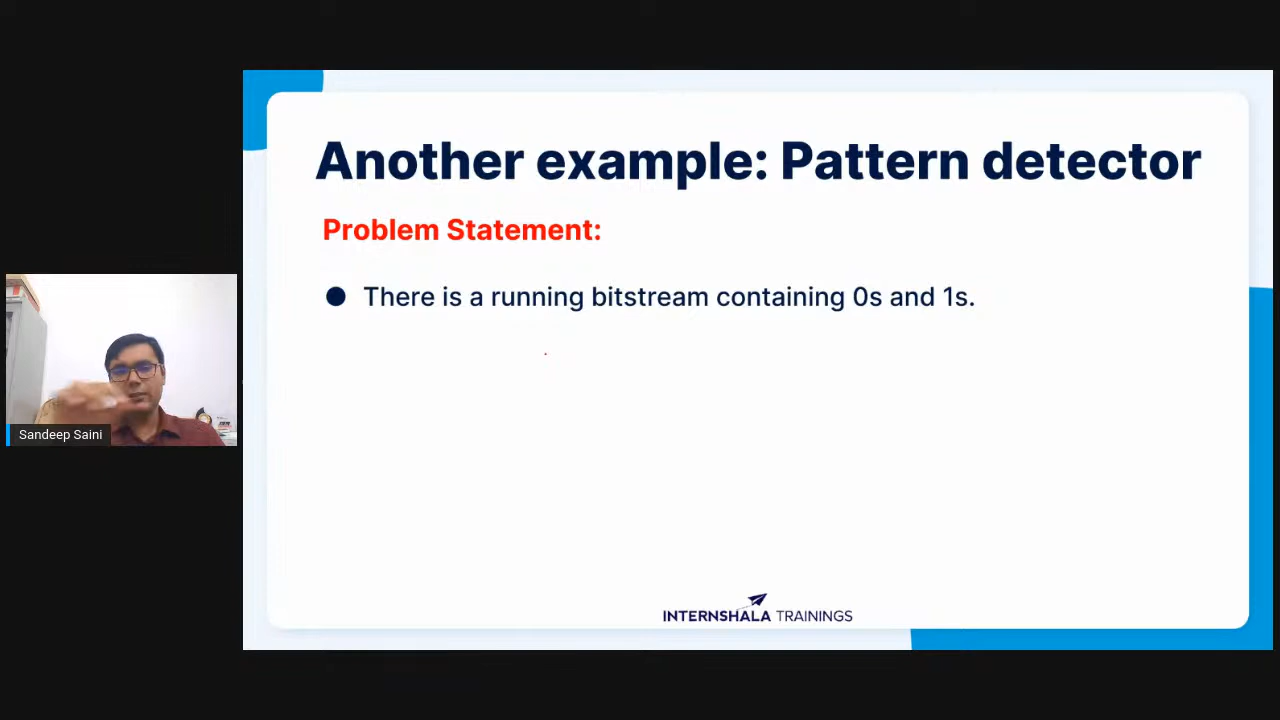 Another example: Pattern detector
Problem Statement:
There is a running bitstream containing 0s and 1s.
Sandeep Saini
INTERNSHALA TRAININGS